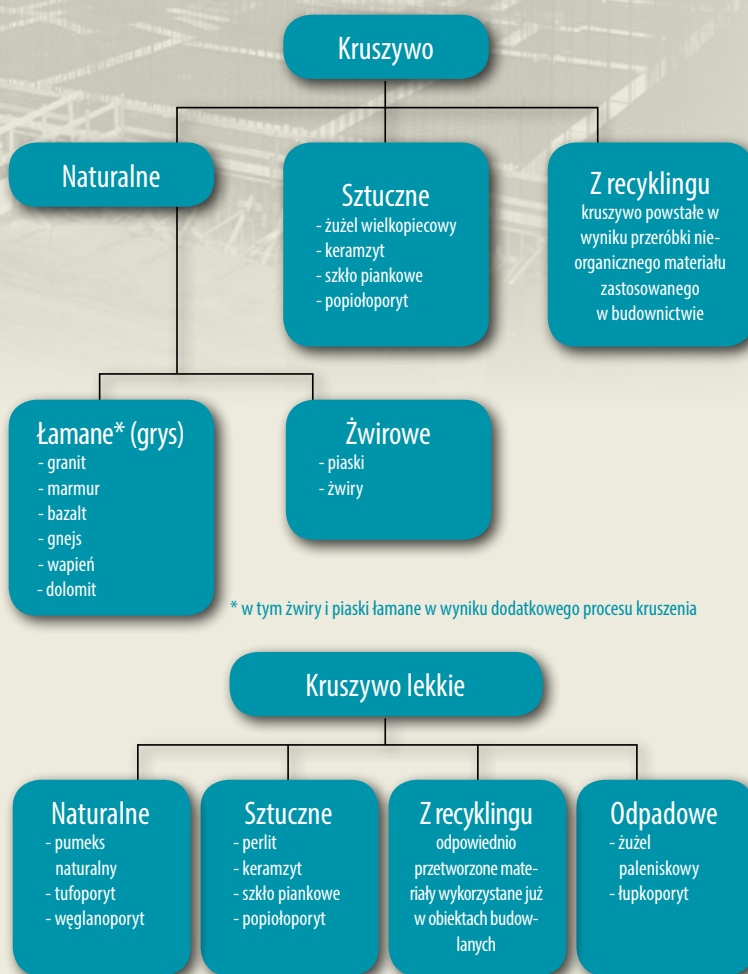 Kruszywo
Naturalne
Sztuczne
- żużel wielkopiecowy
- keramzyt
- szkło piankowe
- popiołoporyt
Z recyklingu
kruszywo powstałe w
wyniku przeróbki nie-
organicznego materiału
zastosowanego
w budownictwie
Łamane* (grys)
- granit
- marmur
- bazalt
- gnejs
- wapień
- dolomit
Żwirowe
- piaski
- żwiry
* w tym żwiry i piaski łamane w wyniku dodatkowego procesu kruszenia
Kruszywo lekkie
Naturalne
- pumeks
naturalny
- tufoporyt
- węglanoporyt
Sztuczne
- perlit
- keramzyt
- szkło piankowe
- popiołoporyt
Z recyklingu
odpowiednio
przetworzone mate-
riały wykorzystane już
w obiektach budow-
lanych
Odpadowe
- żużel
paleniskowy
- łupkoporyt